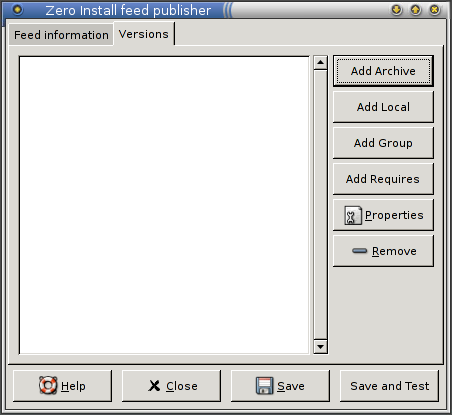 Zero Install feed publisher
Feed information Versions
Add Archive
Add Local
Add Group
Add Requires
Properties
Remove
Help Close Save Save and Test